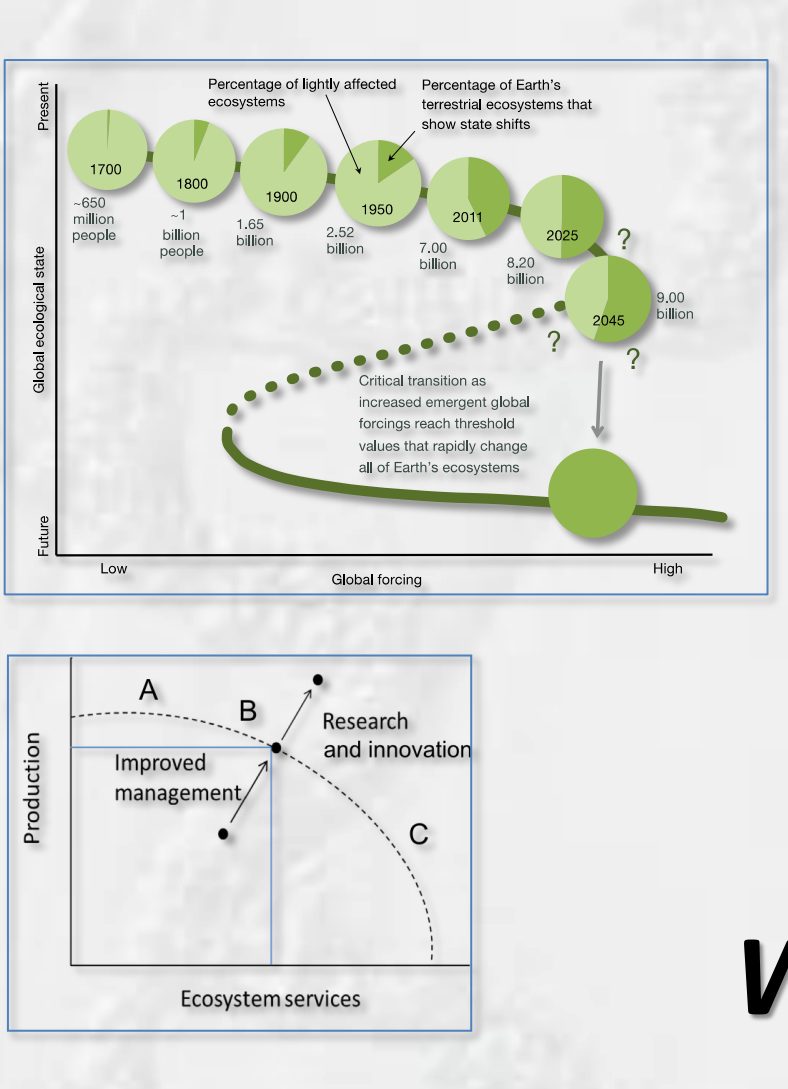 Percentage of lightly affected
ecosystems
Percentage of Earth's
terrestrial ecosystems that
show state shifts
Present
Global ecological state
Future
1700
1800
1900
1950
2011
2025
2045
~650
million
people
~1
billion
people
1.65
billion
2.52
billion
7.00
billion
8.20
billion
9.00
billion
?
?
?
Critical transition as
increased emergent global
forcings reach threshold
values that rapidly change
all of Earth's ecosystems
Low
Global forcing
High
A
B
C
Research
and innovation
Improved
management
Production
Ecosystem services